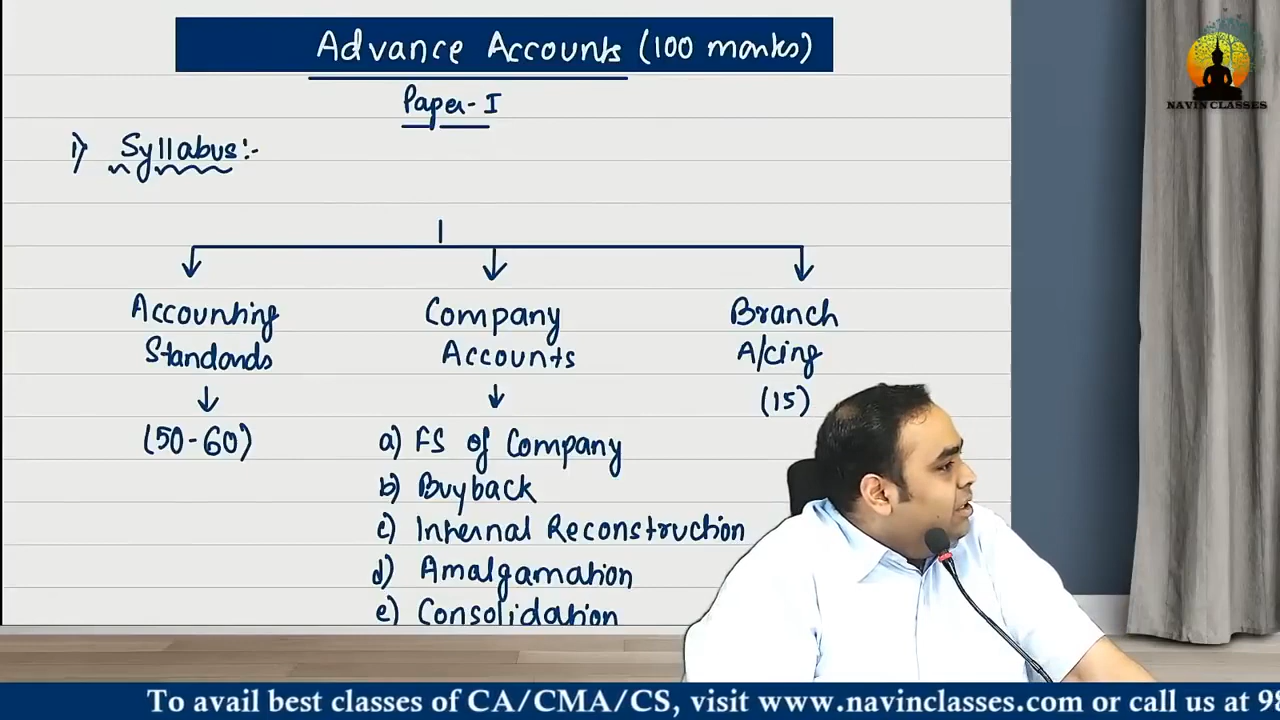 Advance Accounts (100 marks)
Paper-I
NAVIN CLASSES
1) Syllabus:-
Accounting Standards
Company Accounts
Branch A/cing
(15)
(50-60)
a) FS of Company
b) Buyback
c) Internal Reconstruction
d) Amalgamation
e) Consolidation
To avail best classes of CA/CMA/CS, visit www.navinclasses.com or call us at 98